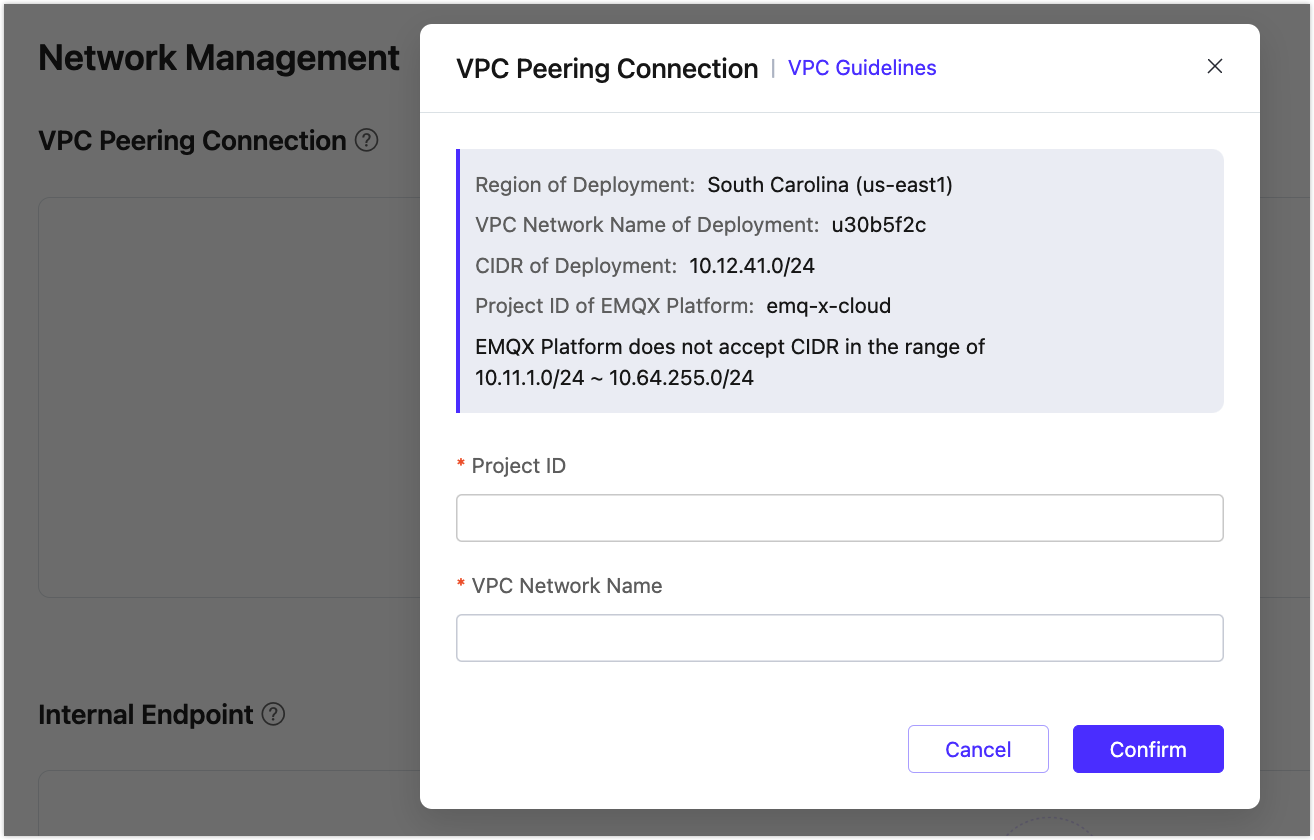 Network Management
VPC Peering Connection ?
Internal Endpoint ?
VPC Peering Connection | VPC Guidelines
Region of Deployment: South Carolina (us-east1)
VPC Network Name of Deployment: u30b5f2c
CIDR of Deployment: 10.12.41.0/24
Project ID of EMQX Platform: emq-x-cloud
EMQX Platform does not accept CIDR in the range of
10.11.1.0/24 ~ 10.64.255.0/24
* Project ID
* VPC Network Name
Cancel Confirm